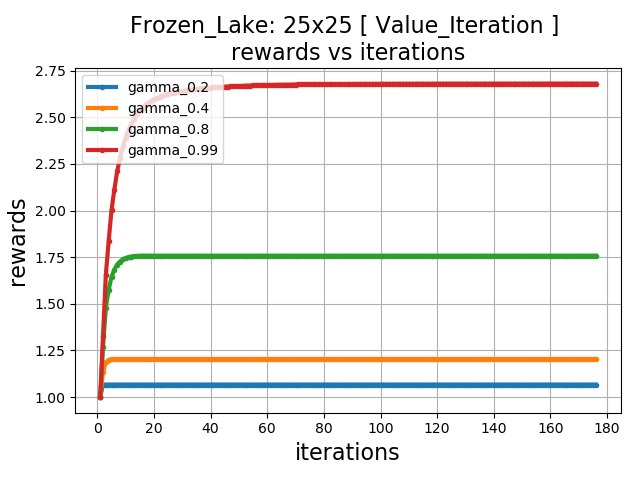 Frozen_Lake: 25x25 [ Value_Iteration ]
rewards vs iterations
2.75
2.50
2.25
2.00
1.75
1.50
1.25
1.00
rewards
gamma_0.2
gamma_0.4
gamma_0.8
gamma_0.99
0 20 40 60 80 100 120 140 160 180
iterations